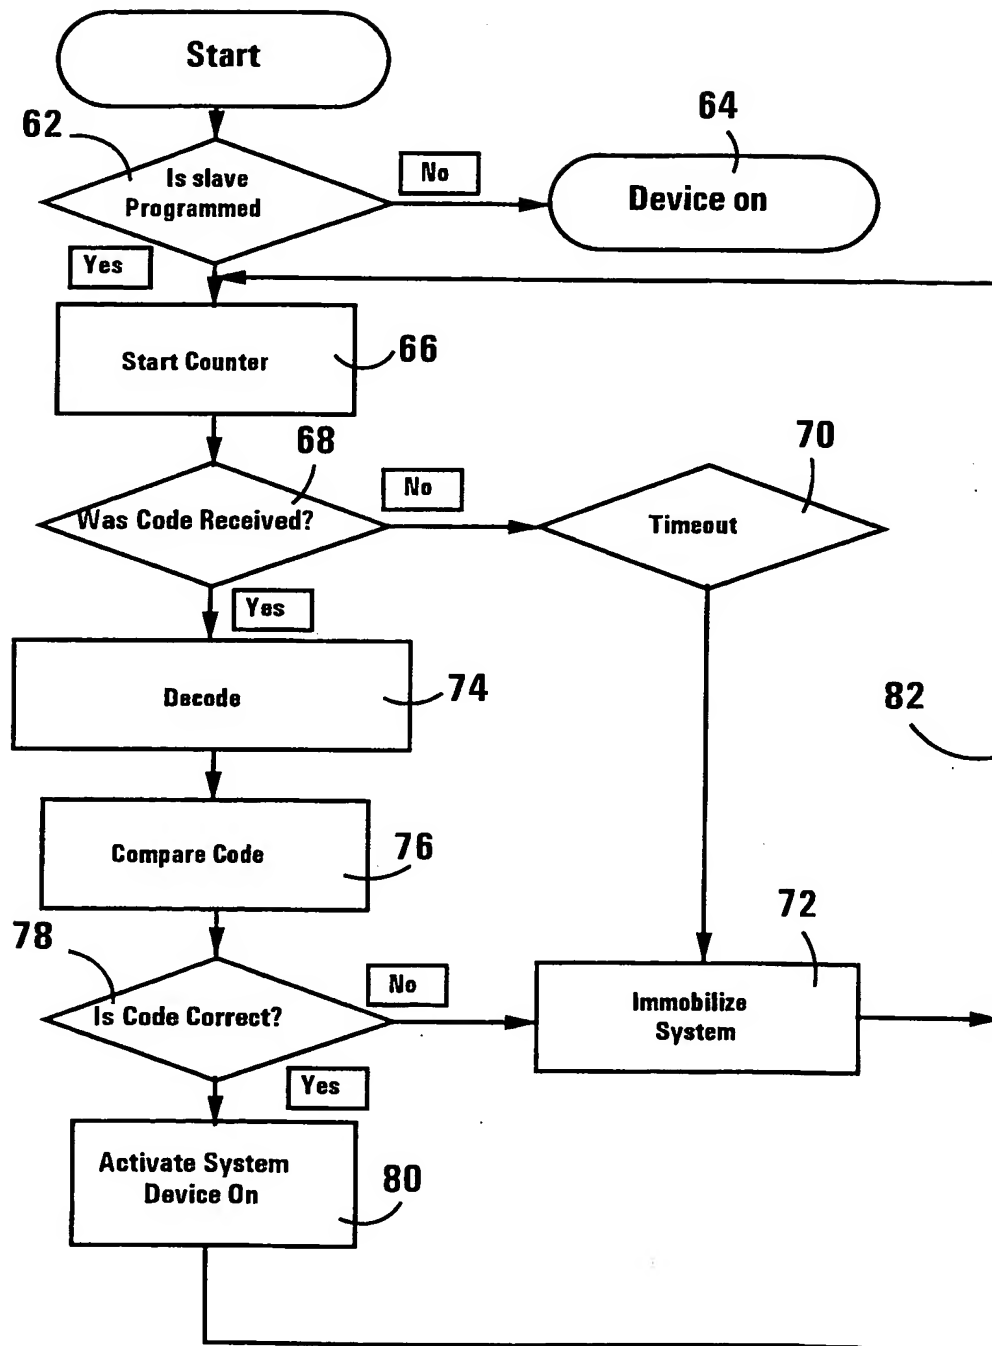 Start
62
64
Is slave
Programmed
No
Device on
Yes
Start Counter
66
68
70
No
Was Code Received?
Timeout
Yes
Decode
74
82
Compare Code
76
72
78
No
Is Code Correct?
Immobilize
System
Yes
Activate System
Device On
80